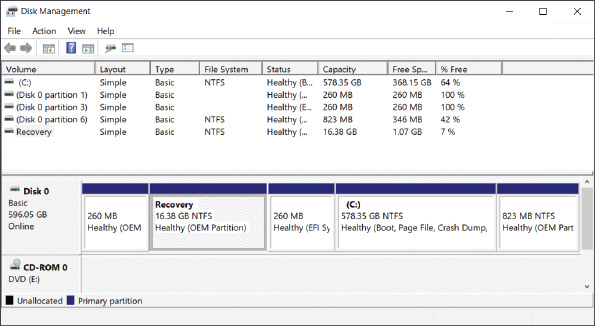 Disk Management
File Action View Help
Volume Layout Type File System Status Capacity Free Sp... % Free
(C:) Simple Basic NTFS Healthy (B... 578.35 GB 368.15 GB 64 %
(Disk 0 partition 1) Simple Basic Healthy (... 260 MB 260 MB 100 %
(Disk 0 partition 3) Simple Basic Healthy (E... 260 MB 260 MB 100 %
(Disk 0 partition 6) Simple Basic NTFS Healthy (... 823 MB 346 MB 42 %
Recovery Simple Basic NTFS Healthy (... 16.38 GB 1.07 GB 7 %
Disk 0
Basic
596.05 GB
Online
260 MB
Healthy (OEM
Recovery
16.38 GB NTFS
Healthy (OEM Partition)
260 MB
Healthy (EFI Sy
(C:)
578.35 GB NTFS
Healthy (Boot, Page File, Crash Dump,
823 MB NTFS
Healthy (OEM Part
CD-ROM 0
DVD (E:)
Unallocated Primary partition